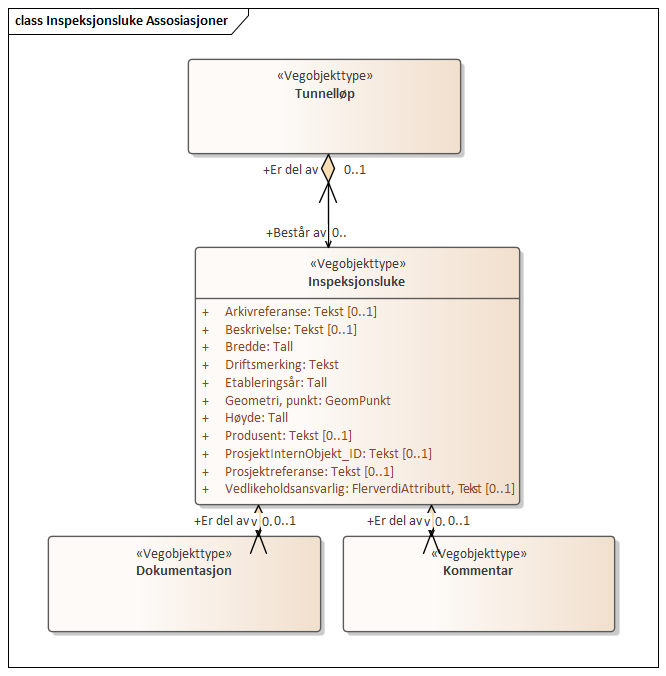 class Inspeksjonsluke Assosiasjoner
«Vegobjekttype»
Tunnelløp
+Er del av 0..1
+Består av 0..
«Vegobjekttype»
Inspeksjonsluke
+ Arkivreferanse: Tekst [0..1]
+ Beskrivelse: Tekst [0..1]
+ Bredde: Tall
+ Driftsmerking: Tekst
+ Etableringsår: Tall
+ Geometri, punkt: GeomPunkt
+ Høyde: Tall
+ Produsent: Tekst [0..1]
+ ProsjektInternObjekt_ID: Tekst [0..1]
+ Prosjektreferanse: Tekst [0..1]
+ Vedlikeholdsansvarlig: FlerverdiAttributt, Tekst [0..1]
+Er del av v 0. 0..1 +Er del av v 0. 0..1
«Vegobjekttype» «Vegobjekttype»
Dokumentasjon Kommentar